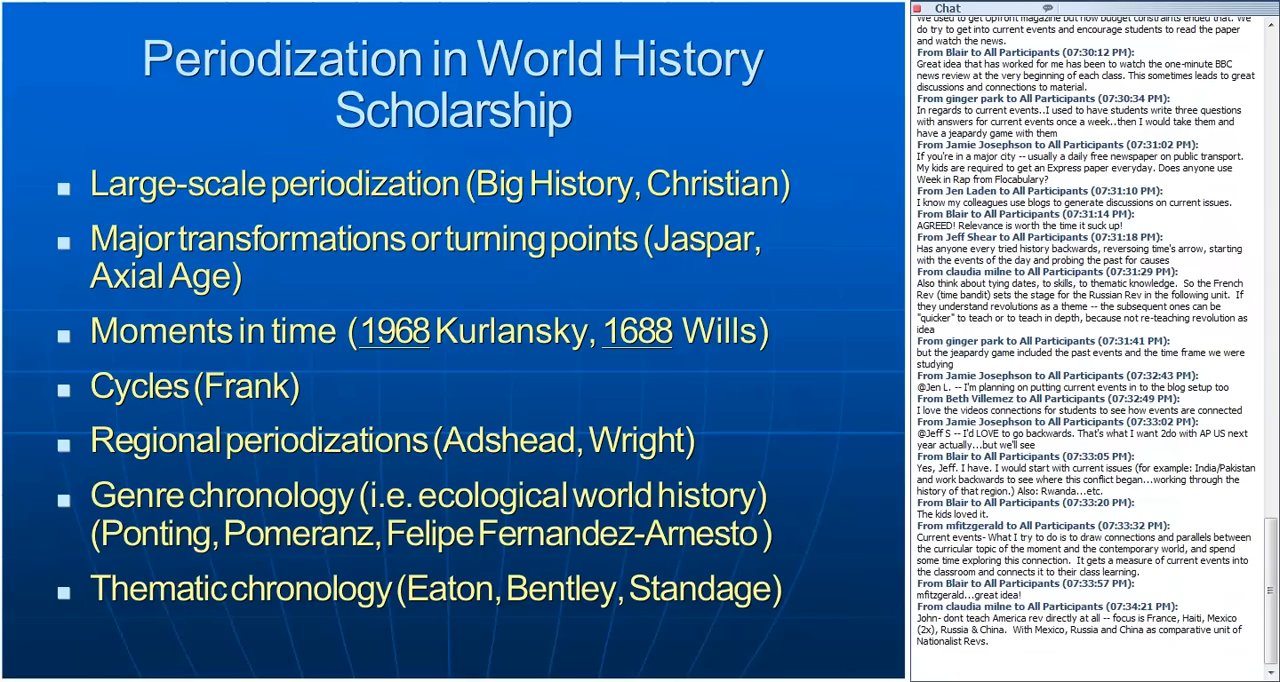 Periodization in World History
Scholarship
Large-scale periodization (Big History, Christian)
Major transformations or turning points (Jaspar,
Axial Age)
Moments in time (1968 Kurlansky, 1688 Wills)
Cycles (Frank)
Regional periodizations (Adshead, Wright)
Genre chronology (i.e. ecological world history)
(Ponting, Pomeranz, Felipe Fernandez-Arnesto )
Thematic chronology (Eaton, Bentley, Standage)
Chat
We used to get Upfront magazine but now budget constraints ended that. We
do try to get into current events and encourage students to read the paper
and watch the news.
From Blair to All Participants (07:30:12 PM):
Great idea that has worked for me has been to watch the one-minute BBC
news review at the very beginning of each class. This sometimes leads to great
discussions and connections to material.
From ginger park to All Participants (07:30:34 PM):
In regards to current events..I used to have students write three questions
with answers for current events once a week..then I would take them and
have a jeapardy game with them
From Jamie Josephson to All Participants (07:31:02 PM):
If you're in a major city -- usually a daily free newspaper on public transport.
My kids are required to get an Express paper everyday. Does anyone use
Week in Rap from Flocabulary?
From Jen Laden to All Participants (07:31:10 PM):
I know my colleagues use blogs to generate discussions on current issues.
From Blair to All Participants (07:31:14 PM):
AGREED! Relevance is worth the time it suck up!
From Jeff Shear to All Participants (07:31:18 PM):
Has anyone every tried history backwards, reversoing time's arrow, starting
with the events of the day and probing the past for causes
From claudia milne to All Participants (07:31:29 PM):
Also think about tying dates, to skills, to thematic knowledge. So the French
Rev (time bandit) sets the stage for the Russian Rev in the following unit. If
they understand revolutions as a theme -- the subsequent ones can be
"quicker" to teach or to teach in depth, because not re-teaching revolution as
idea
From ginger park to All Participants (07:31:41 PM):
but the jeapardy game included the past events and the time frame we were
studying
From Jamie Josephson to All Participants (07:32:43 PM):
@Jen L. -- I'm planning on putting current events in to the blog setup too
From Beth Villemez to All Participants (07:32:49 PM):
I love the videos connections for students to see how events are connected
From Jamie Josephson to All Participants (07:33:02 PM):
@Jeff S -- I'd LOVE to go backwards. That's what I want 2do with AP US next
year actually...but we'll see
From Blair to All Participants (07:33:05 PM):
Yes, Jeff. I have. I would start with current issues (for example: India/Pakistan
and work backwards to see where this conflict began...working through the
history of that region.) Also: Rwanda...etc.
From Blair to All Participants (07:33:20 PM):
The kids loved it.
From mfitzgerald to All Participants (07:33:32 PM):
Current events- What I try to do is to draw connections and parallels between
the curricular topic of the moment and the contemporary world, and spend
some time exploring this connection. It gets a measure of current events into
the classroom and connects it to their class learning.
From Blair to All Participants (07:33:57 PM):
mfitzgerald...great idea!
From claudia milne to All Participants (07:34:21 PM):
John- dont teach America rev directly at all -- focus is France, Haiti, Mexico
(2x), Russia & China. With Mexico, Russia and China as comparative unit of
Nationalist Revs.